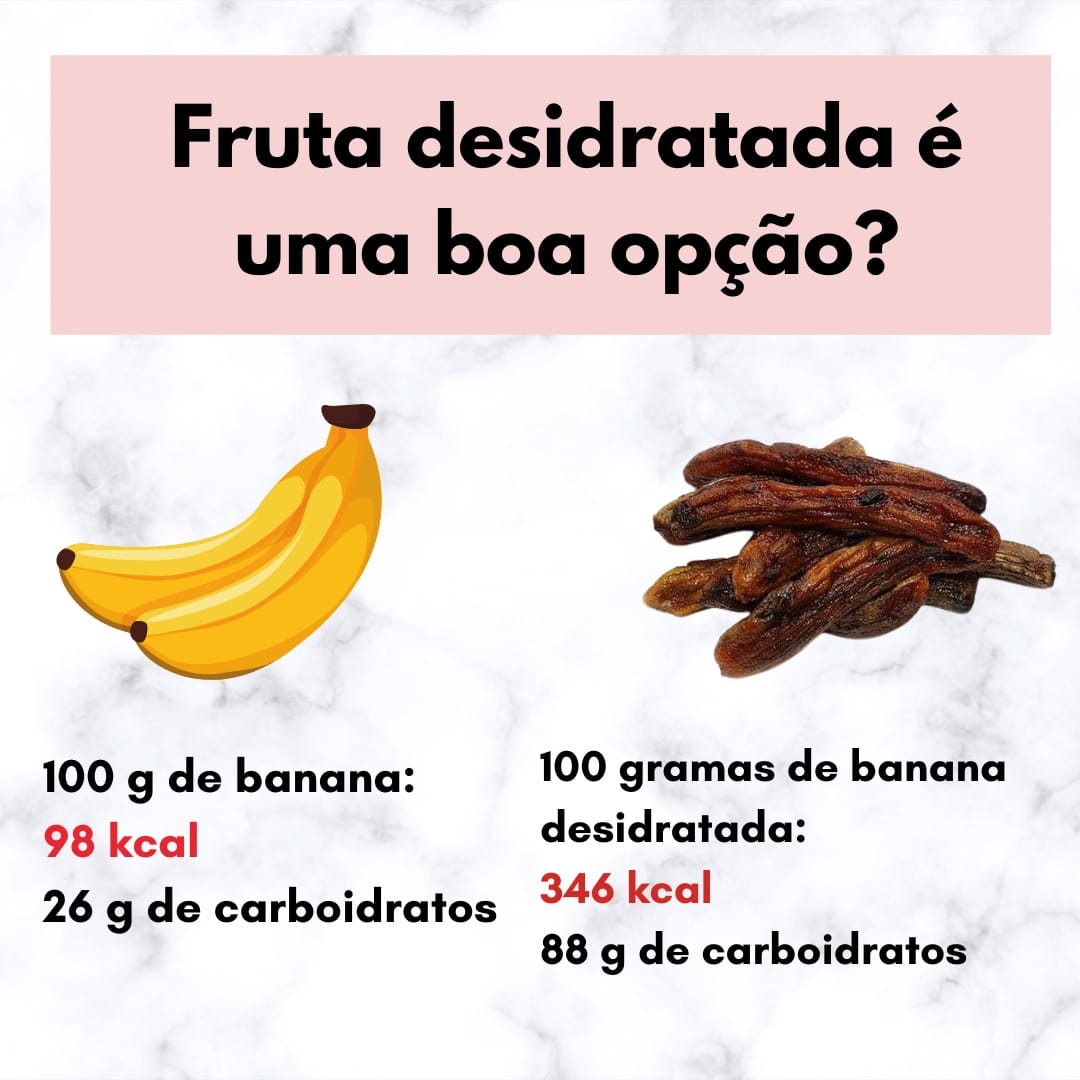 Fruta desidratada é
uma boa opção?
100 g de banana:
98 kcal
26 g de carboidratos
100 gramas de banana
desidratada:
346 kcal
88 g de carboidratos